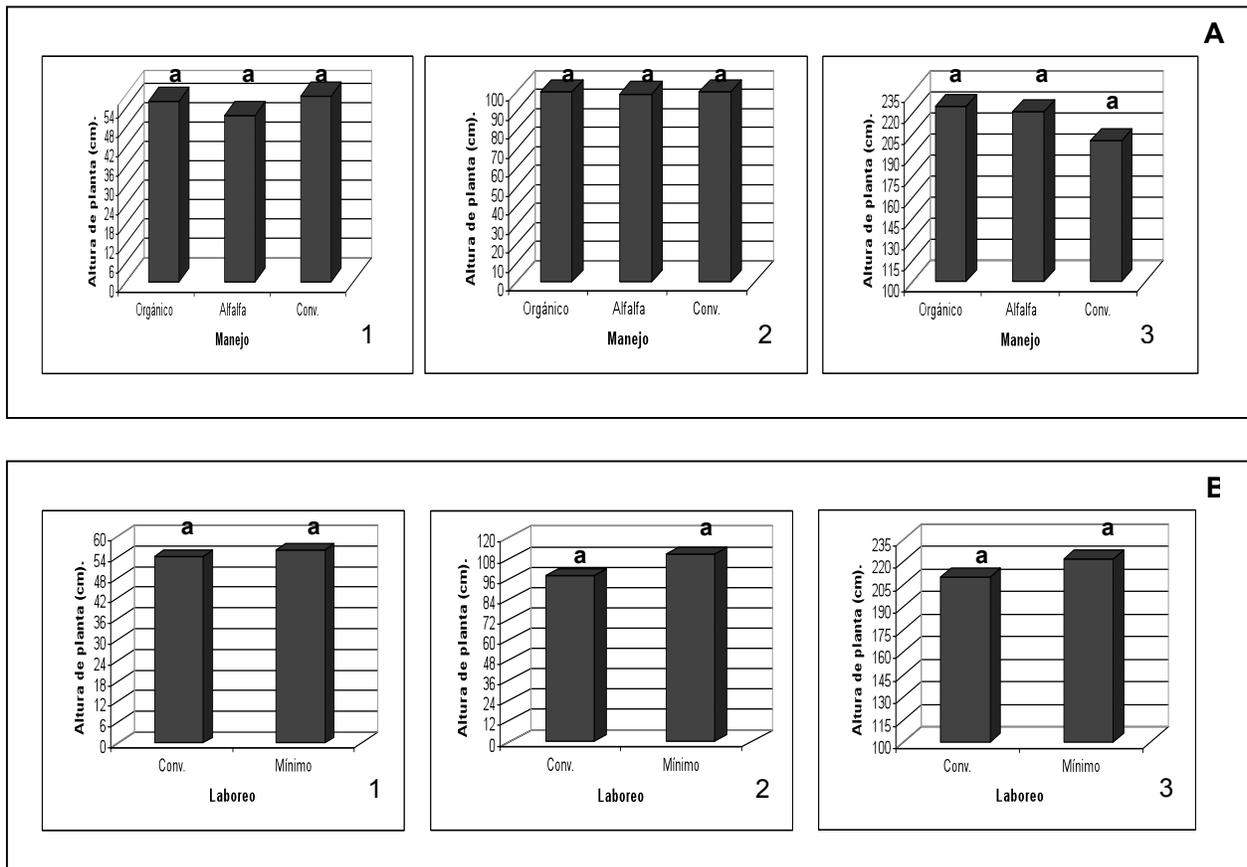 A
a a a
Altura de planta (cm).
54
48
42
36
30
24
18
12
6
0
Orgánico Alfalfa Conv.
Manejo
1
a a a
Altura de planta (cm).
100
90
80
70
60
50
40
30
20
10
0
Orgánico Alfalfa Conv.
Manejo
2
a a a
Altura de planta (cm).
235
220
205
190
175
160
145
130
115
100
Orgánico Alfalfa Conv.
Manejo
3
a a
Altura de planta (cm).
60
54
48
42
36
30
24
18
12
6
0
Conv. Mínimo
Laboreo
1
a a
Altura de planta (cm).
120
108
96
84
72
60
48
36
24
12
0
Conv. Mínimo
Laboreo
2
a a
Altura de planta (cm).
235
220
205
190
175
160
145
130
115
100
Conv. Mínimo
Laboreo
3